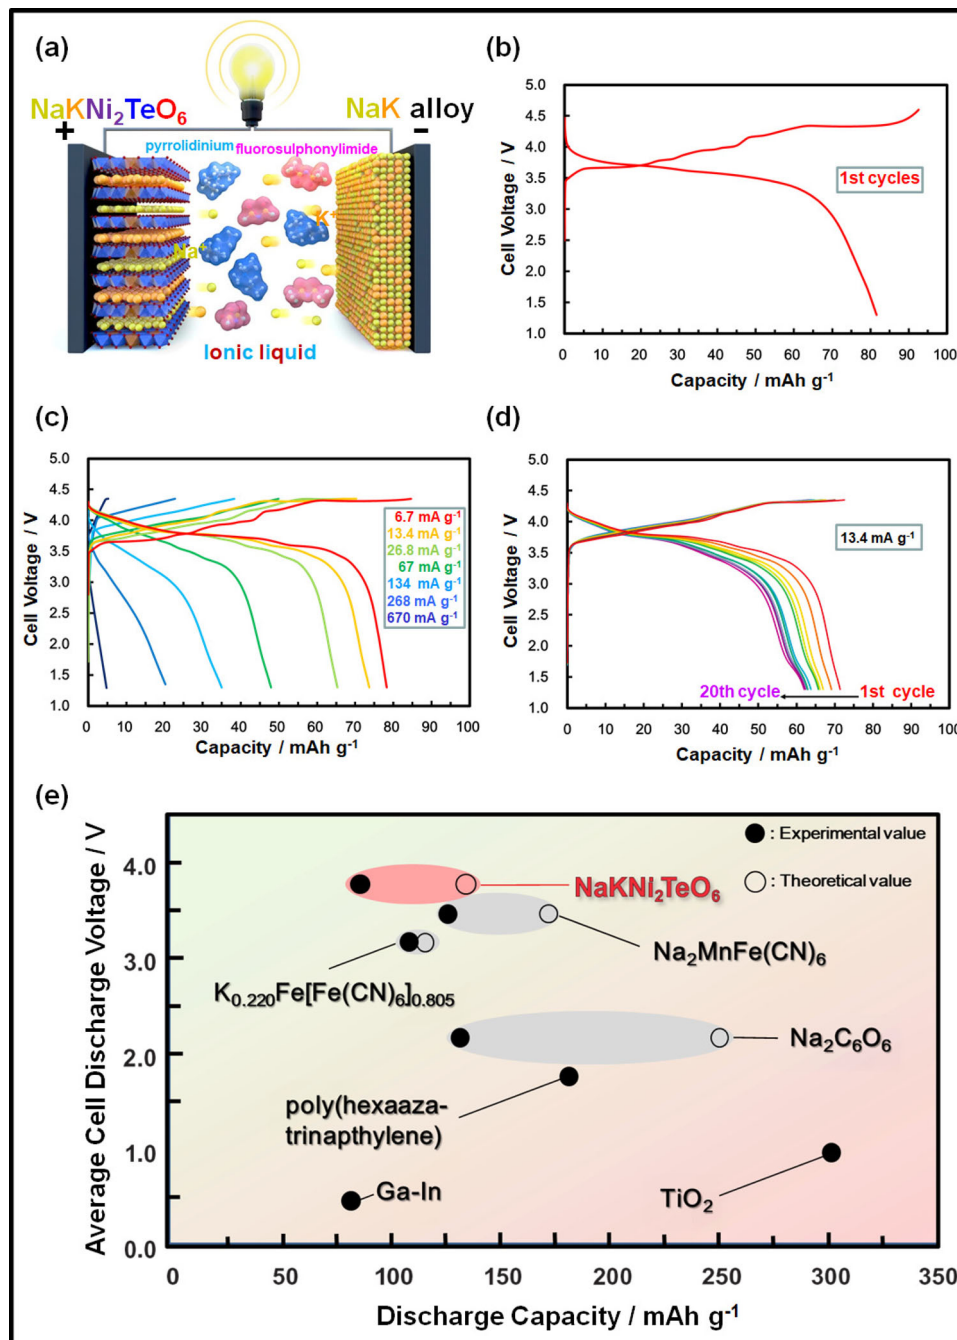 (a)
NaKNi₂TeO₆
NaK alloy
+
-
pyrrolidinium
fluorosulphonylimide
K⁺
Na⁺
Ionic liquid
(b)
Cell Voltage / V
5.0
4.5
4.0
3.5
3.0
2.5
2.0
1.5
1.0
1st cycles
0 10 20 30 40 50 60 70 80 90 100
Capacity / mAh g⁻¹
(c)
Cell Voltage / V
5.0
4.5
4.0
3.5
3.0
2.5
2.0
1.5
1.0
6.7 mA g⁻¹
13.4 mA g⁻¹
26.8 mA g⁻¹
67 mA g⁻¹
134 mA g⁻¹
268 mA g⁻¹
670 mA g⁻¹
0 10 20 30 40 50 60 70 80 90 100
Capacity / mAh g⁻¹
(d)
Cell Voltage / V
5.0
4.5
4.0
3.5
3.0
2.5
2.0
1.5
1.0
13.4 mA g⁻¹
20th cycle
1st cycle
0 10 20 30 40 50 60 70 80 90 100
Capacity / mAh g⁻¹
(e)
Average Cell Discharge Voltage / V
4.0
3.0
2.0
1.0
0.0
: Experimental value
: Theoretical value
NaKNi₂TeO₆
Na₂MnFe(CN)₆
K₀.₂₂₀Fe[Fe(CN)₆]₀.₈₀₅
Na₂C₆O₆
poly(hexaaza-
trinapthylene)
Ga-In
TiO₂
0 50 100 150 200 250 300 350
Discharge Capacity / mAh g⁻¹